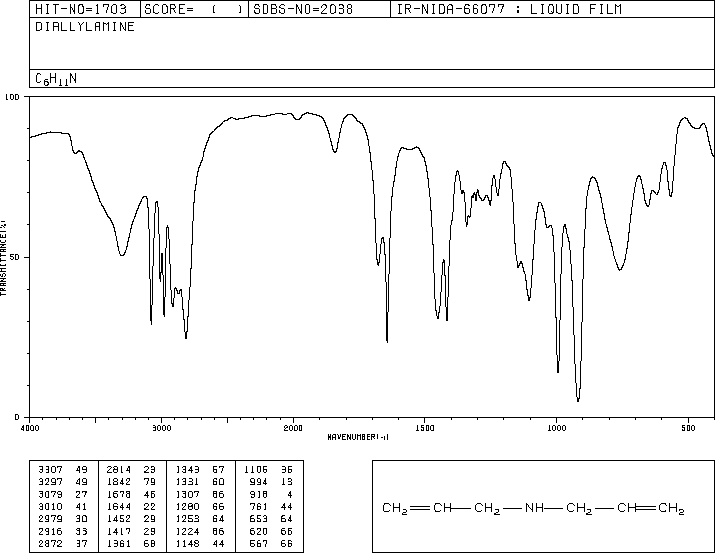 HIT-NO=1703 SCORE= ( ) SDBS-NO=2038 IR-NIDA-66077 : LIQUID FILM
DIALLYLAMINE
C6H11N
100
50
0
TRANSMITTANCE(%)
4000 3000 2000 1500 1000 500
WAVENUMBER(-1)
3307 49 2814 23 1343 67 1106 35
3297 49 1842 79 1331 60 994 13
3079 27 1678 46 1307 66 918 4
3010 41 1644 22 1280 66 761 44
2979 30 1452 29 1253 64 653 64
2916 33 1417 29 1224 66 620 66
2872 37 1361 68 1148 44 567 66
CH2=CH—CH2—NH—CH2—CH=CH2